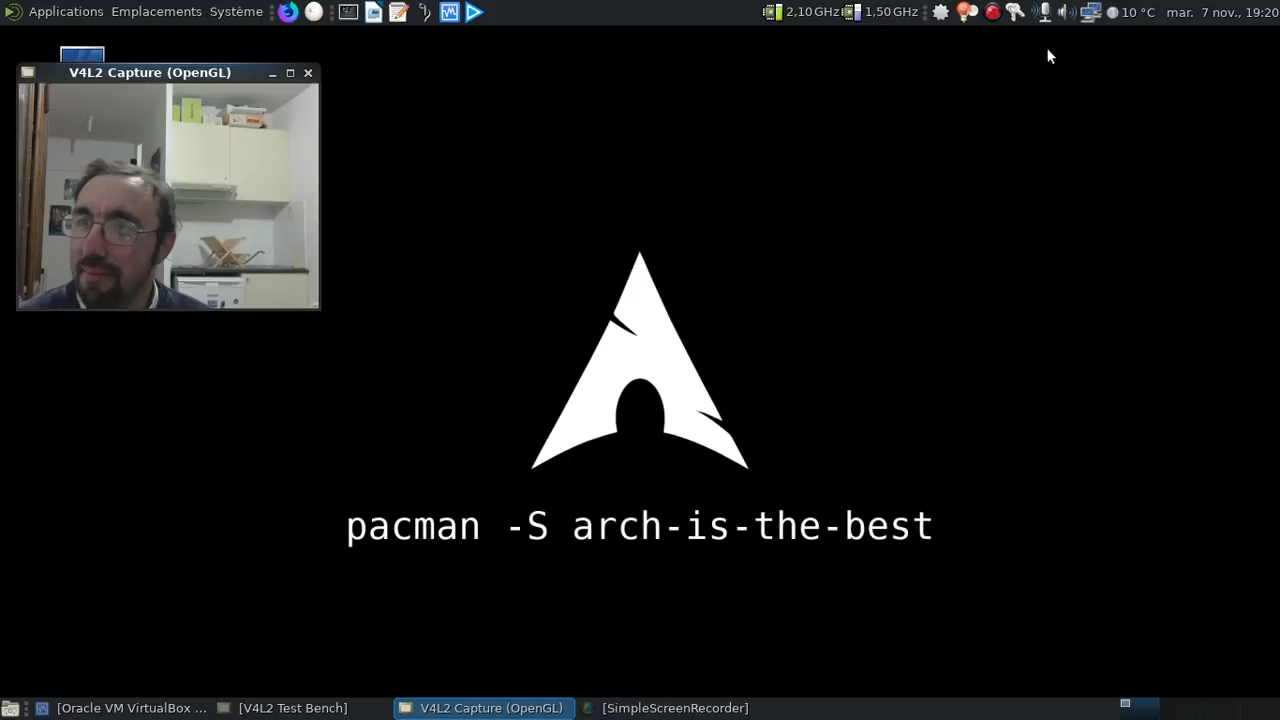 Applications Emplacements Système 2,10 GHz 1,50 GHz 10 °C mar. 7 nov., 19:20
V4L2 Capture (OpenGL)
pacman -S arch-is-the-best
[Oracle VM VirtualBox ... [V4L2 Test Bench] V4L2 Capture (OpenGL) [SimpleScreenRecorder]